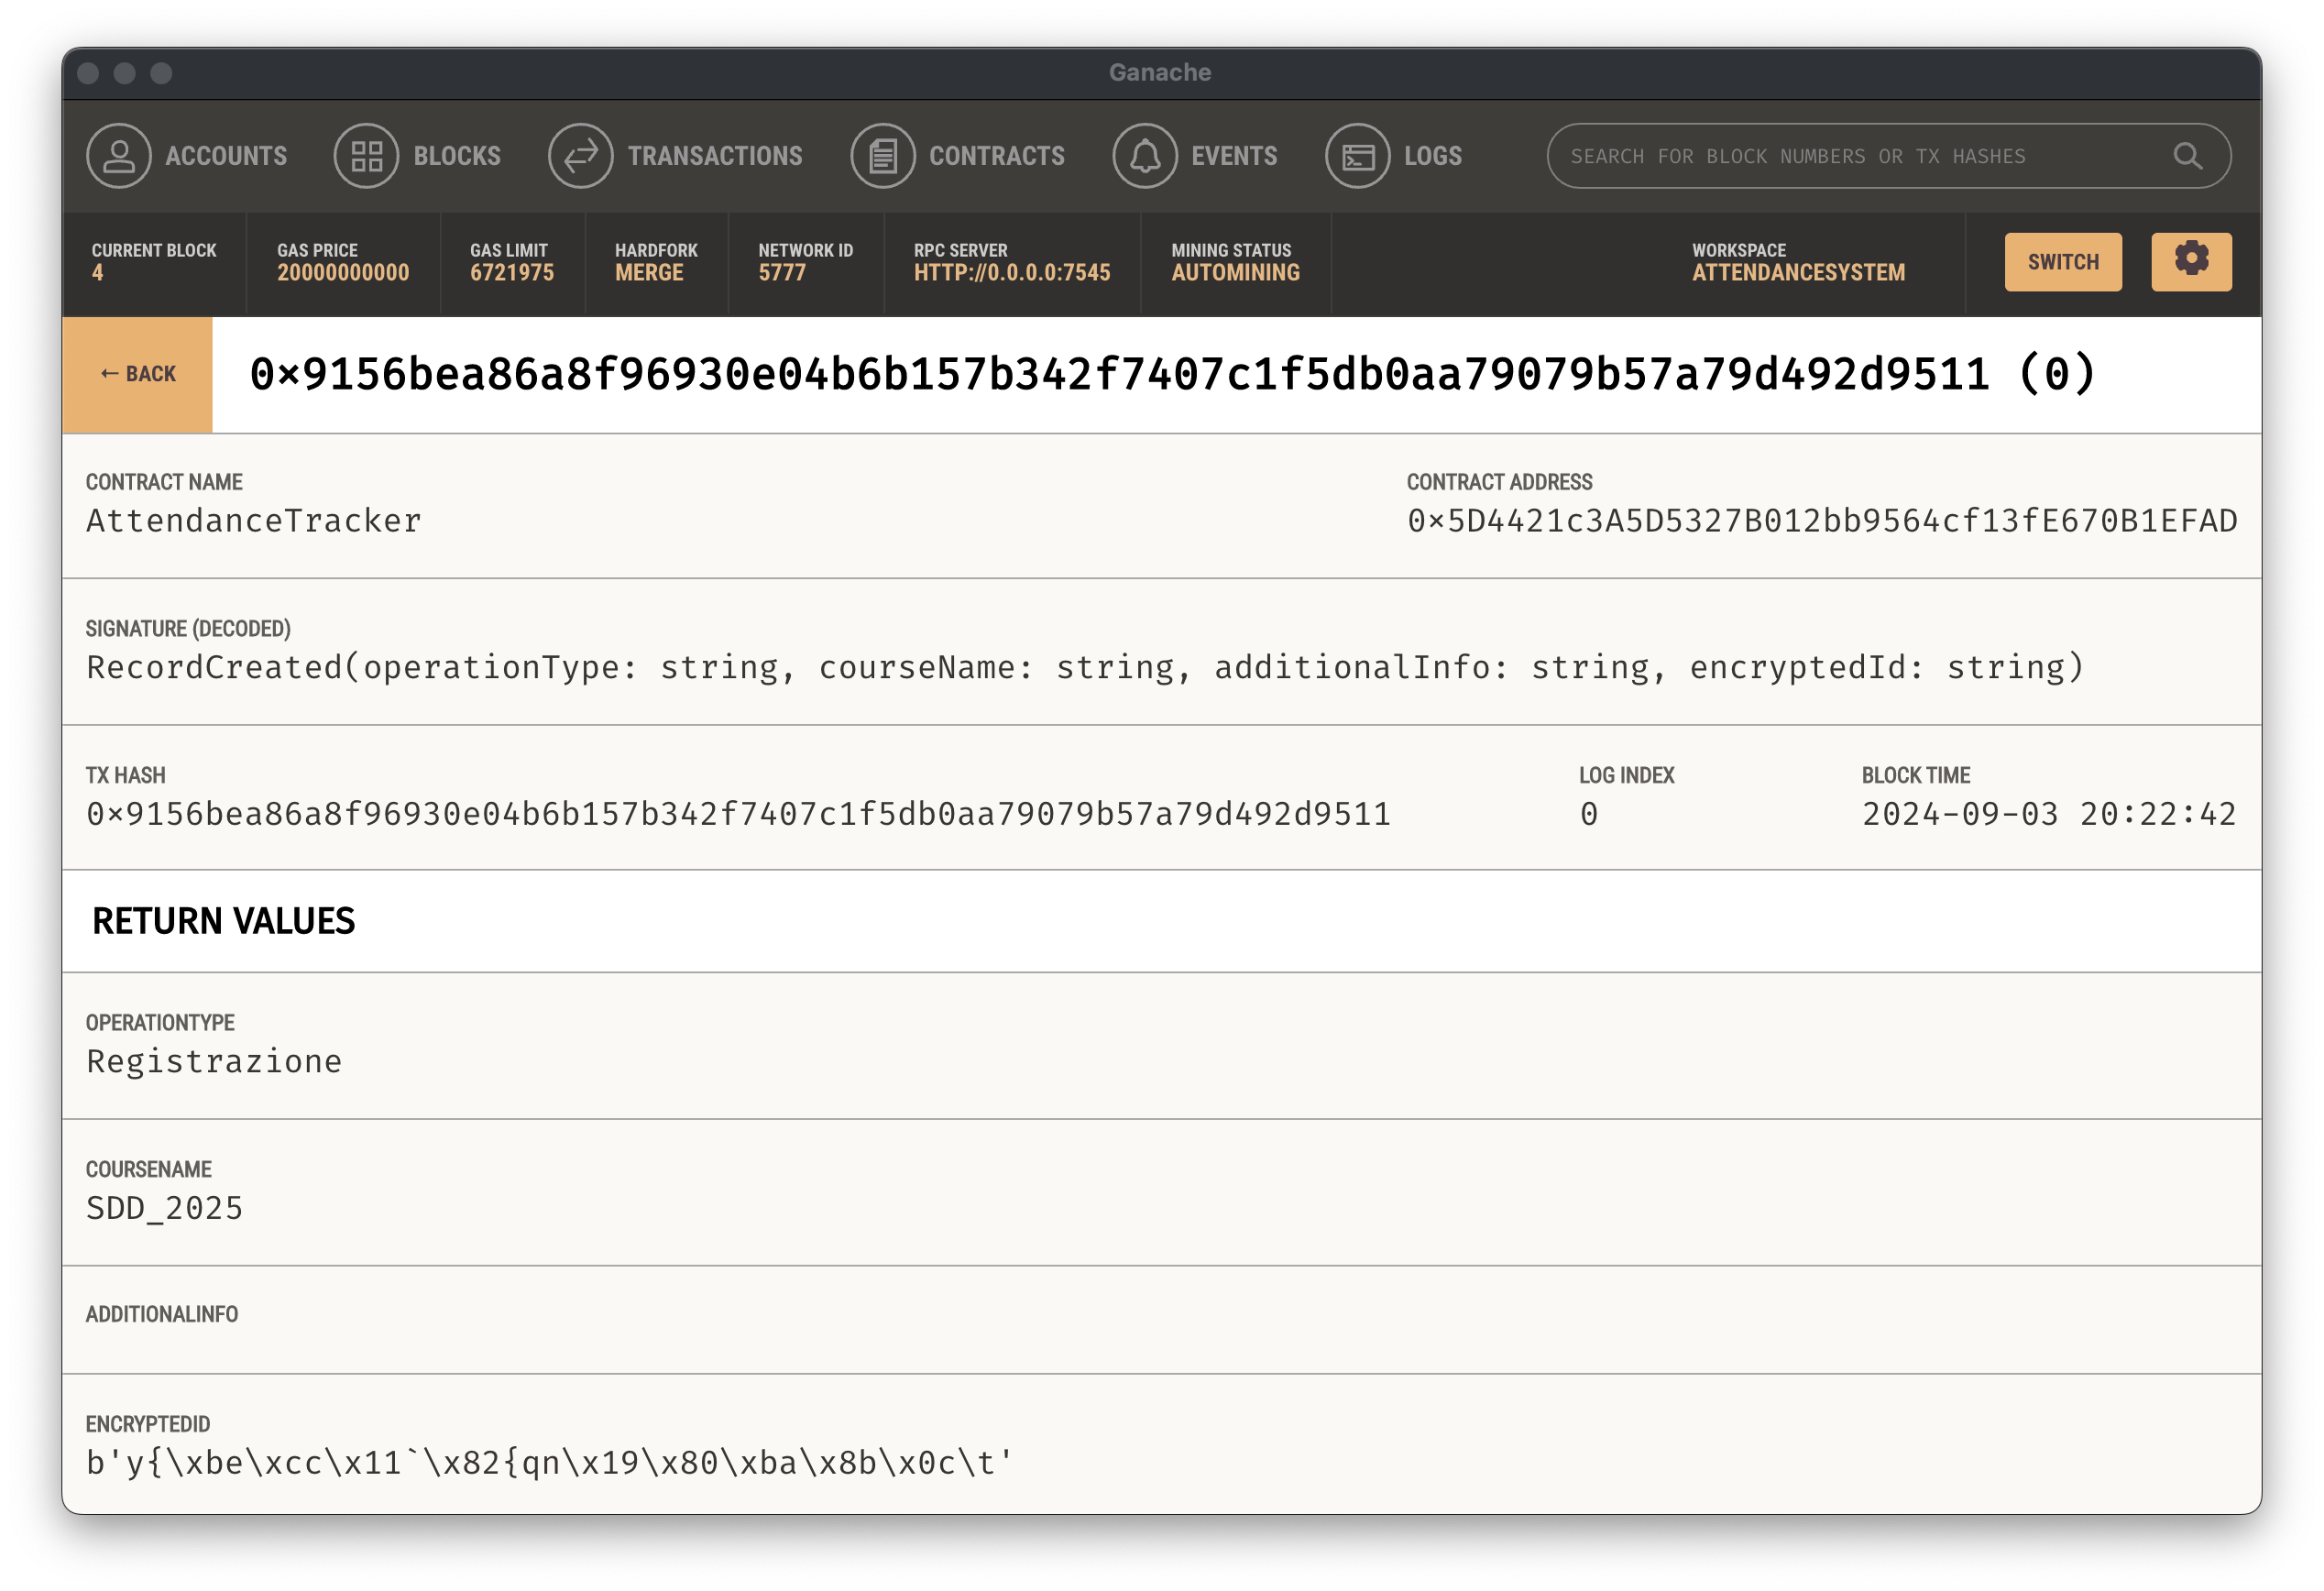 Ganache
ACCOUNTS BLOCKS TRANSACTIONS CONTRACTS EVENTS LOGS SEARCH FOR BLOCK NUMBERS OR TX HASHES
CURRENT BLOCK GAS PRICE GAS LIMIT HARDFORK NETWORK ID RPC SERVER MINING STATUS WORKSPACE
4 20000000000 6721975 MERGE 5777 HTTP://0.0.0.0:7545 AUTOMINING ATTENDANCESYSTEM SWITCH
← BACK 0×9156bea86a8f96930e04b6b157b342f7407c1f5db0aa79079b57a79d492d9511 (0)
CONTRACT NAME CONTRACT ADDRESS
AttendanceTracker 0×5D4421c3A5D5327B012bb9564cf13fE670B1EFAD
SIGNATURE (DECODED)
RecordCreated(operationType: string, courseName: string, additionalInfo: string, encryptedId: string)
TX HASH LOG INDEX BLOCK TIME
0×9156bea86a8f96930e04b6b157b342f7407c1f5db0aa79079b57a79d492d9511 0 2024-09-03 20:22:42
RETURN VALUES
OPERATIONTYPE
Registrazione
COURSENAME
SDD_2025
ADDITIONALINFO
ENCRYPTEDID
b'y{\xbe\xcc\x11`\x82{qn\x19\x80\xba\x8b\x0c\t'